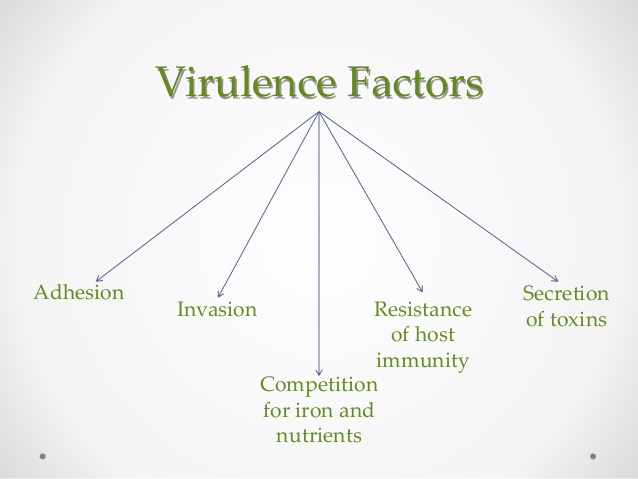 Virulence Factors
Adhesion
Invasion
Competition
for iron and
nutrients
Resistance
of host
immunity
Secretion
of toxins